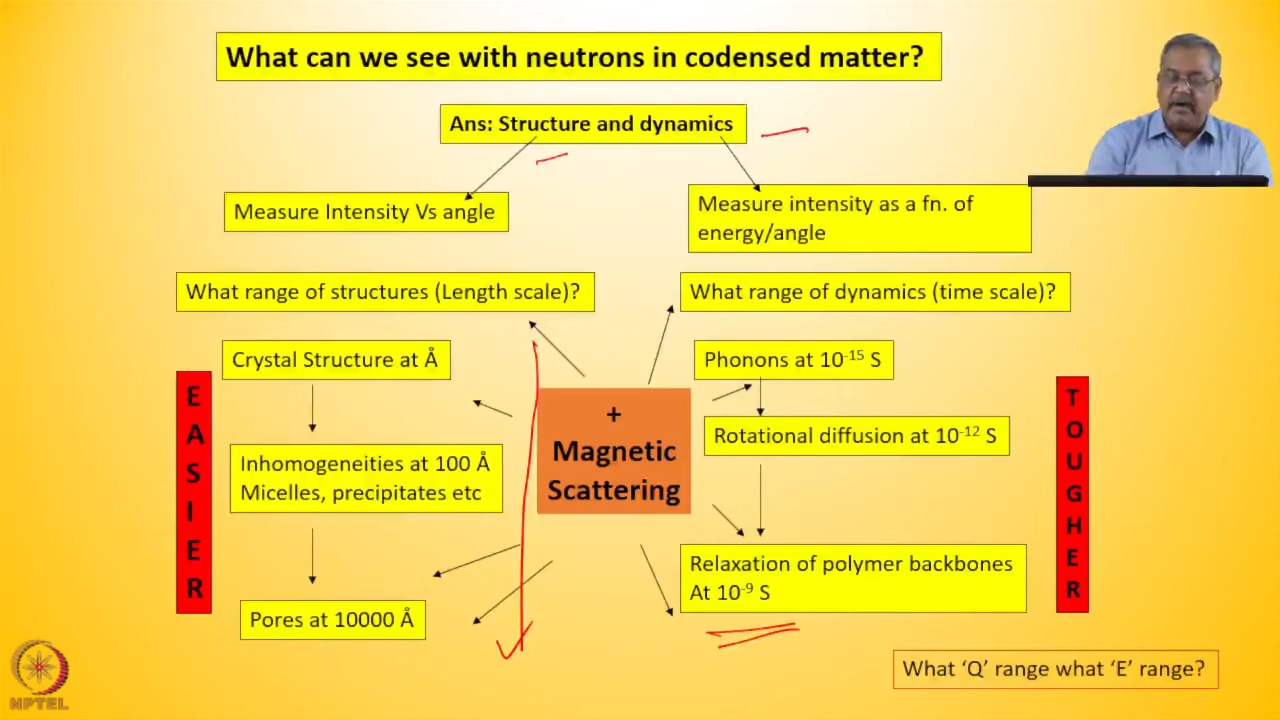 What can we see with neutrons in codensed matter?
Ans: Structure and dynamics
Measure Intensity Vs angle
Measure intensity as a fn. of
energy/angle
What range of structures (Length scale)?
What range of dynamics (time scale)?
Crystal Structure at Å
Phonons at 10⁻¹⁵ S
EASIER
+
Magnetic
Scattering
TOUGHER
Rotational diffusion at 10⁻¹² S
Inhomogeneities at 100 Å
Micelles, precipitates etc
Relaxation of polymer backbones
At 10⁻⁹ S
Pores at 10000 Å
What ‘Q’ range what ‘E’ range?
NPTEL